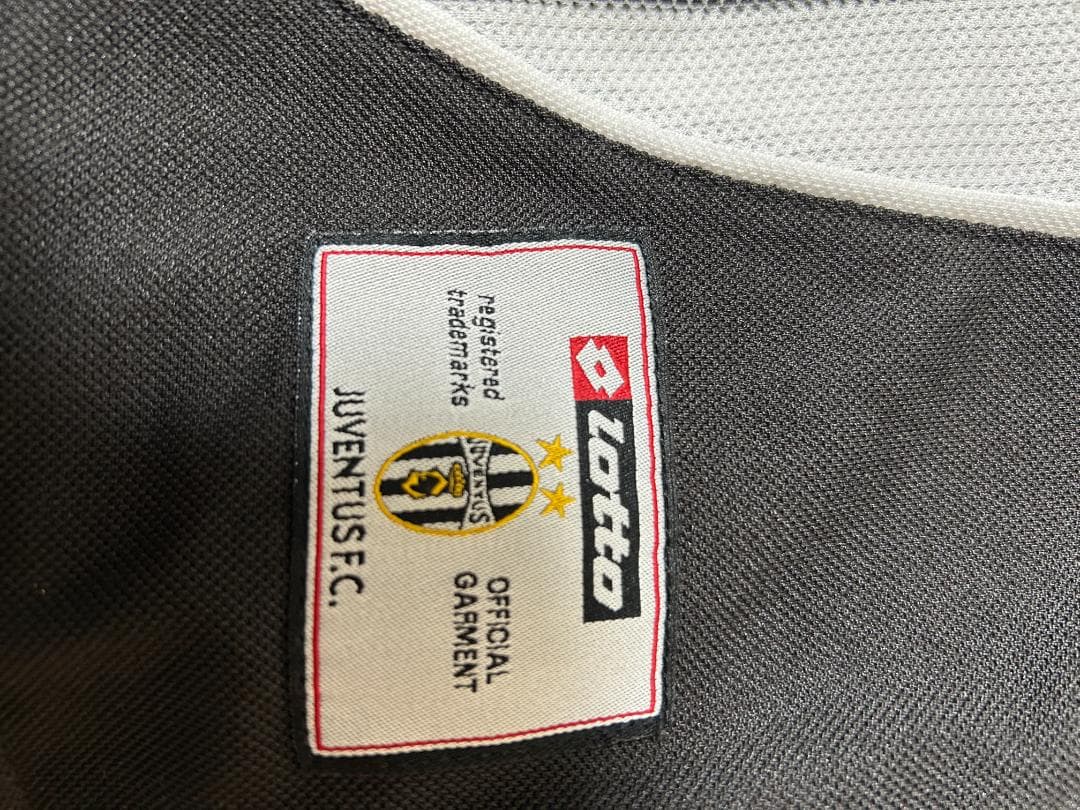 lotto
registered
trademarks
JUVENTUS
OFFICIAL
GARMENT
JUVENTUS F.C.